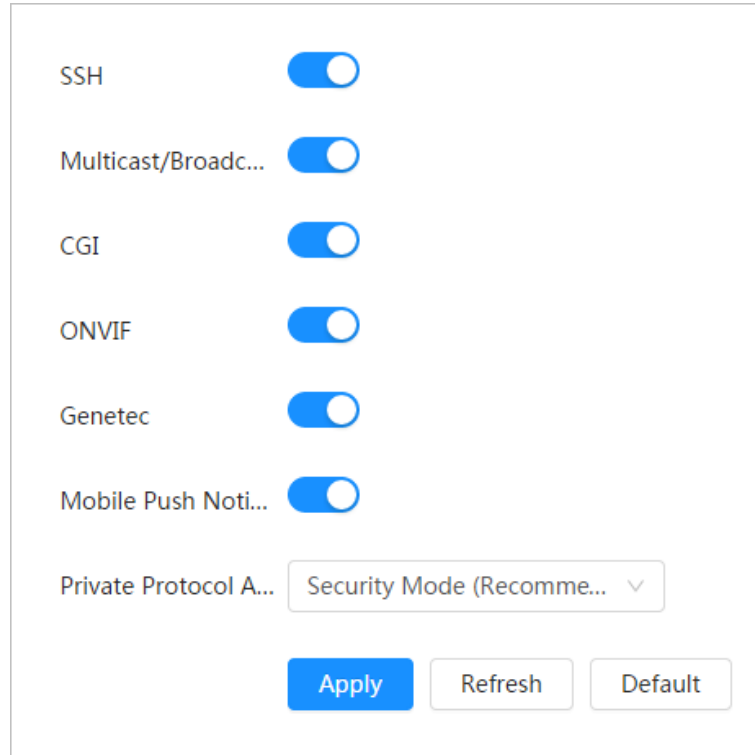 SSH
Multicast/Broadc...
CGI
ONVIF
Genetec
Mobile Push Noti...
Private Protocol A... Security Mode (Recomme...
Apply Refresh Default